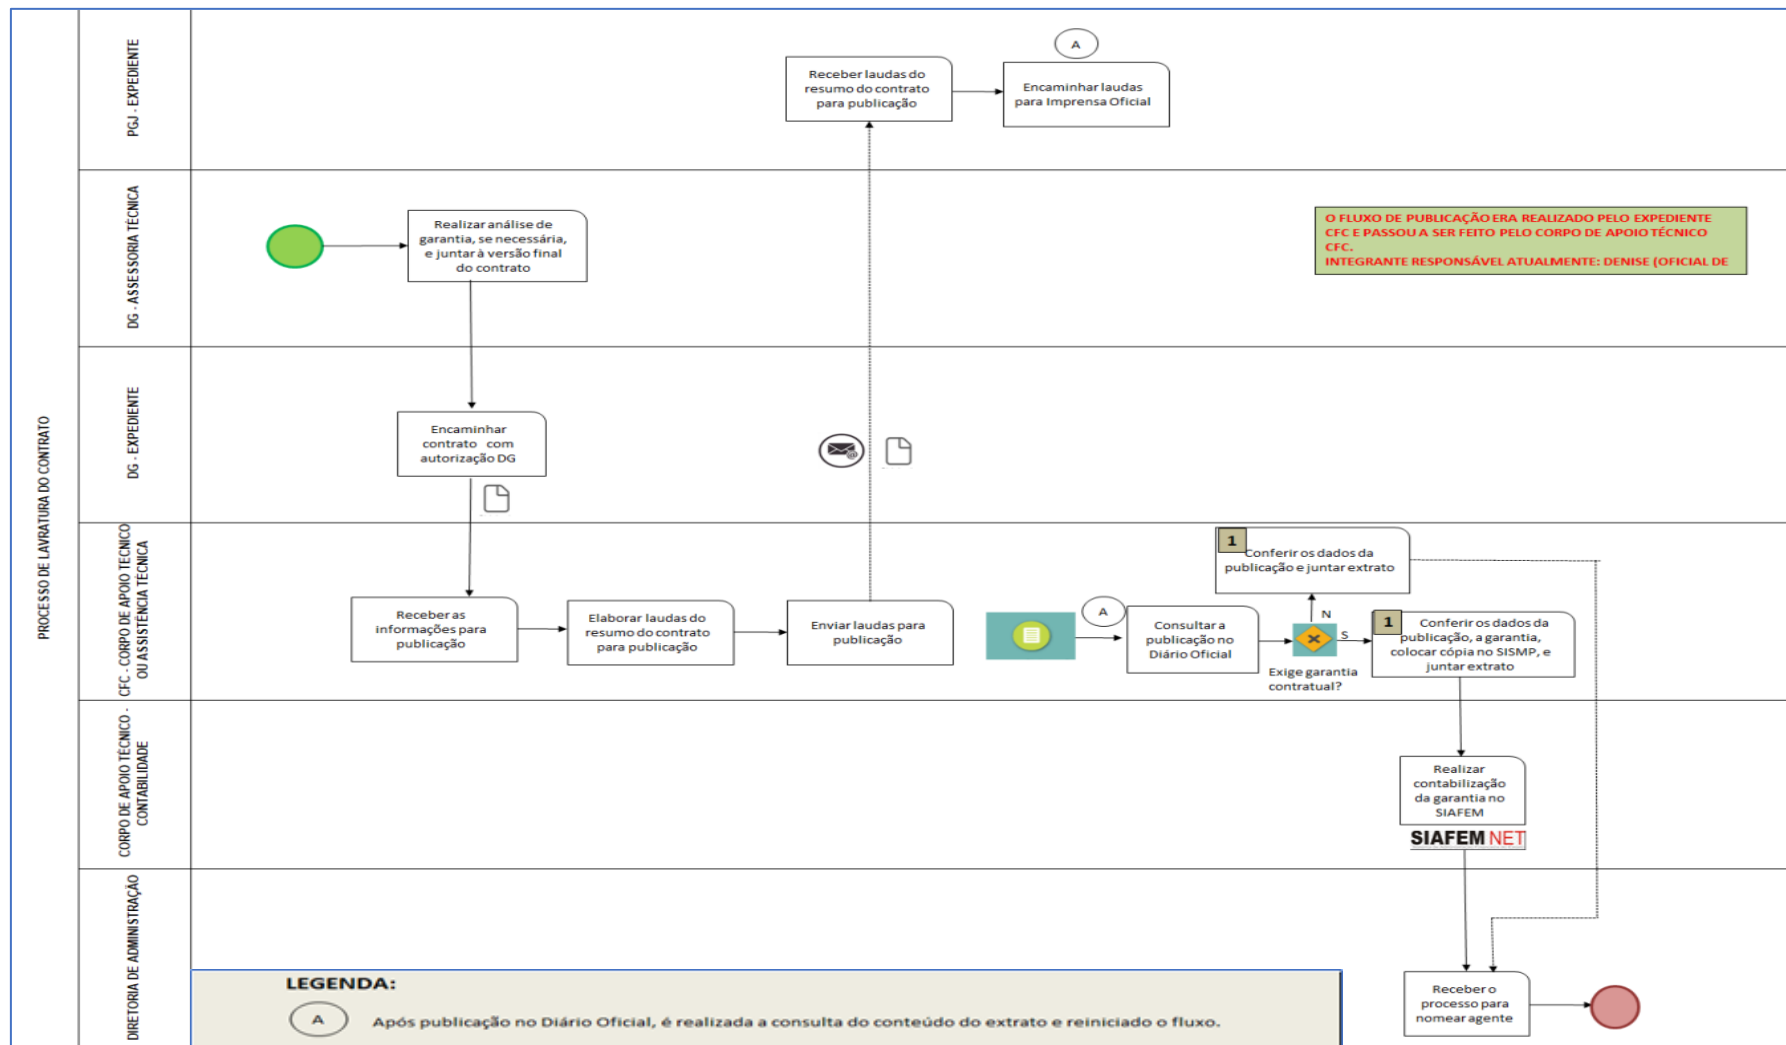 PROCESSO DE LAVRATURA DO CONTRATO
PGJ - EXPEDIENTE
Receber laudas do
resumo do contrato
para publicação
A
Encaminhar laudas
para Imprensa Oficial
DG - ASSESSORIA TÉCNICA
Realizar análise de
garantia, se necessária,
e juntar à versão final
do contrato
O FLUXO DE PUBLICAÇÃO ERA REALIZADO PELO EXPEDIENTE
CFC E PASSOU A SER FEITO PELO CORPO DE APOIO TÉCNICO
CFC.
INTEGRANTE RESPONSÁVEL ATUALMENTE: DENISE (OFICIAL DE
DG - EXPEDIENTE
Encaminhar
contrato com
autorização DG
CFC - CORPO DE APOIO TECNICO
OU ASSISTÊNCIA TÉCNICA
Receber as
informações para
publicação
Elaborar laudas do
resumo do contrato
para publicação
Enviar laudas para
publicação
A
Consultar a
publicação no
Diário Oficial
Exige garantia
contratual?
N
S
1
Conferir os dados da
publicação e juntar extrato
1
Conferir os dados da
publicação, a garantia,
colocar cópia no SISMP, e
juntar extrato
CORPO DE APOIO TÉCNICO -
CONTABILIDADE
Realizar
contabilização
da garantia no
SIAFEM
SIAFEM NET
DIRETORIA DE ADMINISTRAÇÃO
Receber o
processo para
nomear agente
LEGENDA:
A
Após publicação no Diário Oficial, é realizada a consulta do conteúdo do extrato e reiniciado o fluxo.